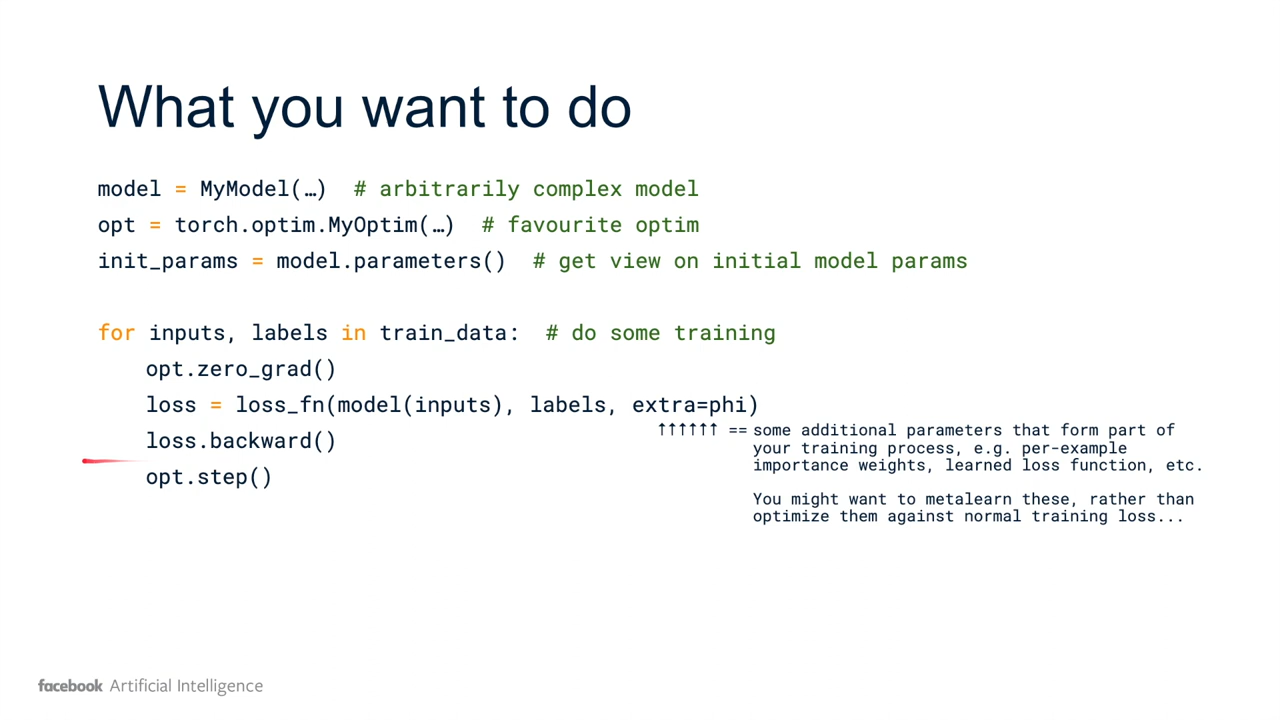 What you want to do
model = MyModel(…)  # arbitrarily complex model
opt = torch.optim.MyOptim(…)  # favourite optim
init_params = model.parameters()  # get view on initial model params
for inputs, labels in train_data:  # do some training
opt.zero_grad()
loss = loss_fn(model(inputs), labels, extra=phi)
↑↑↑↑↑↑ == some additional parameters that form part of
your training process, e.g. per-example
importance weights, learned loss function, etc.
loss.backward()
opt.step()
You might want to metalearn these, rather than
optimize them against normal training loss...
facebook Artificial Intelligence